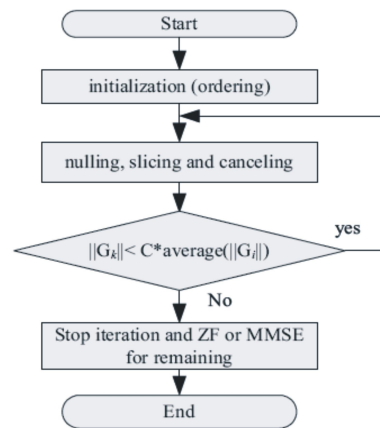 Start
initialization (ordering)
nulling, slicing and canceling
||Gk||< C*average(||Gi||)
yes
No
Stop iteration and ZF or MMSE
for remaining
End